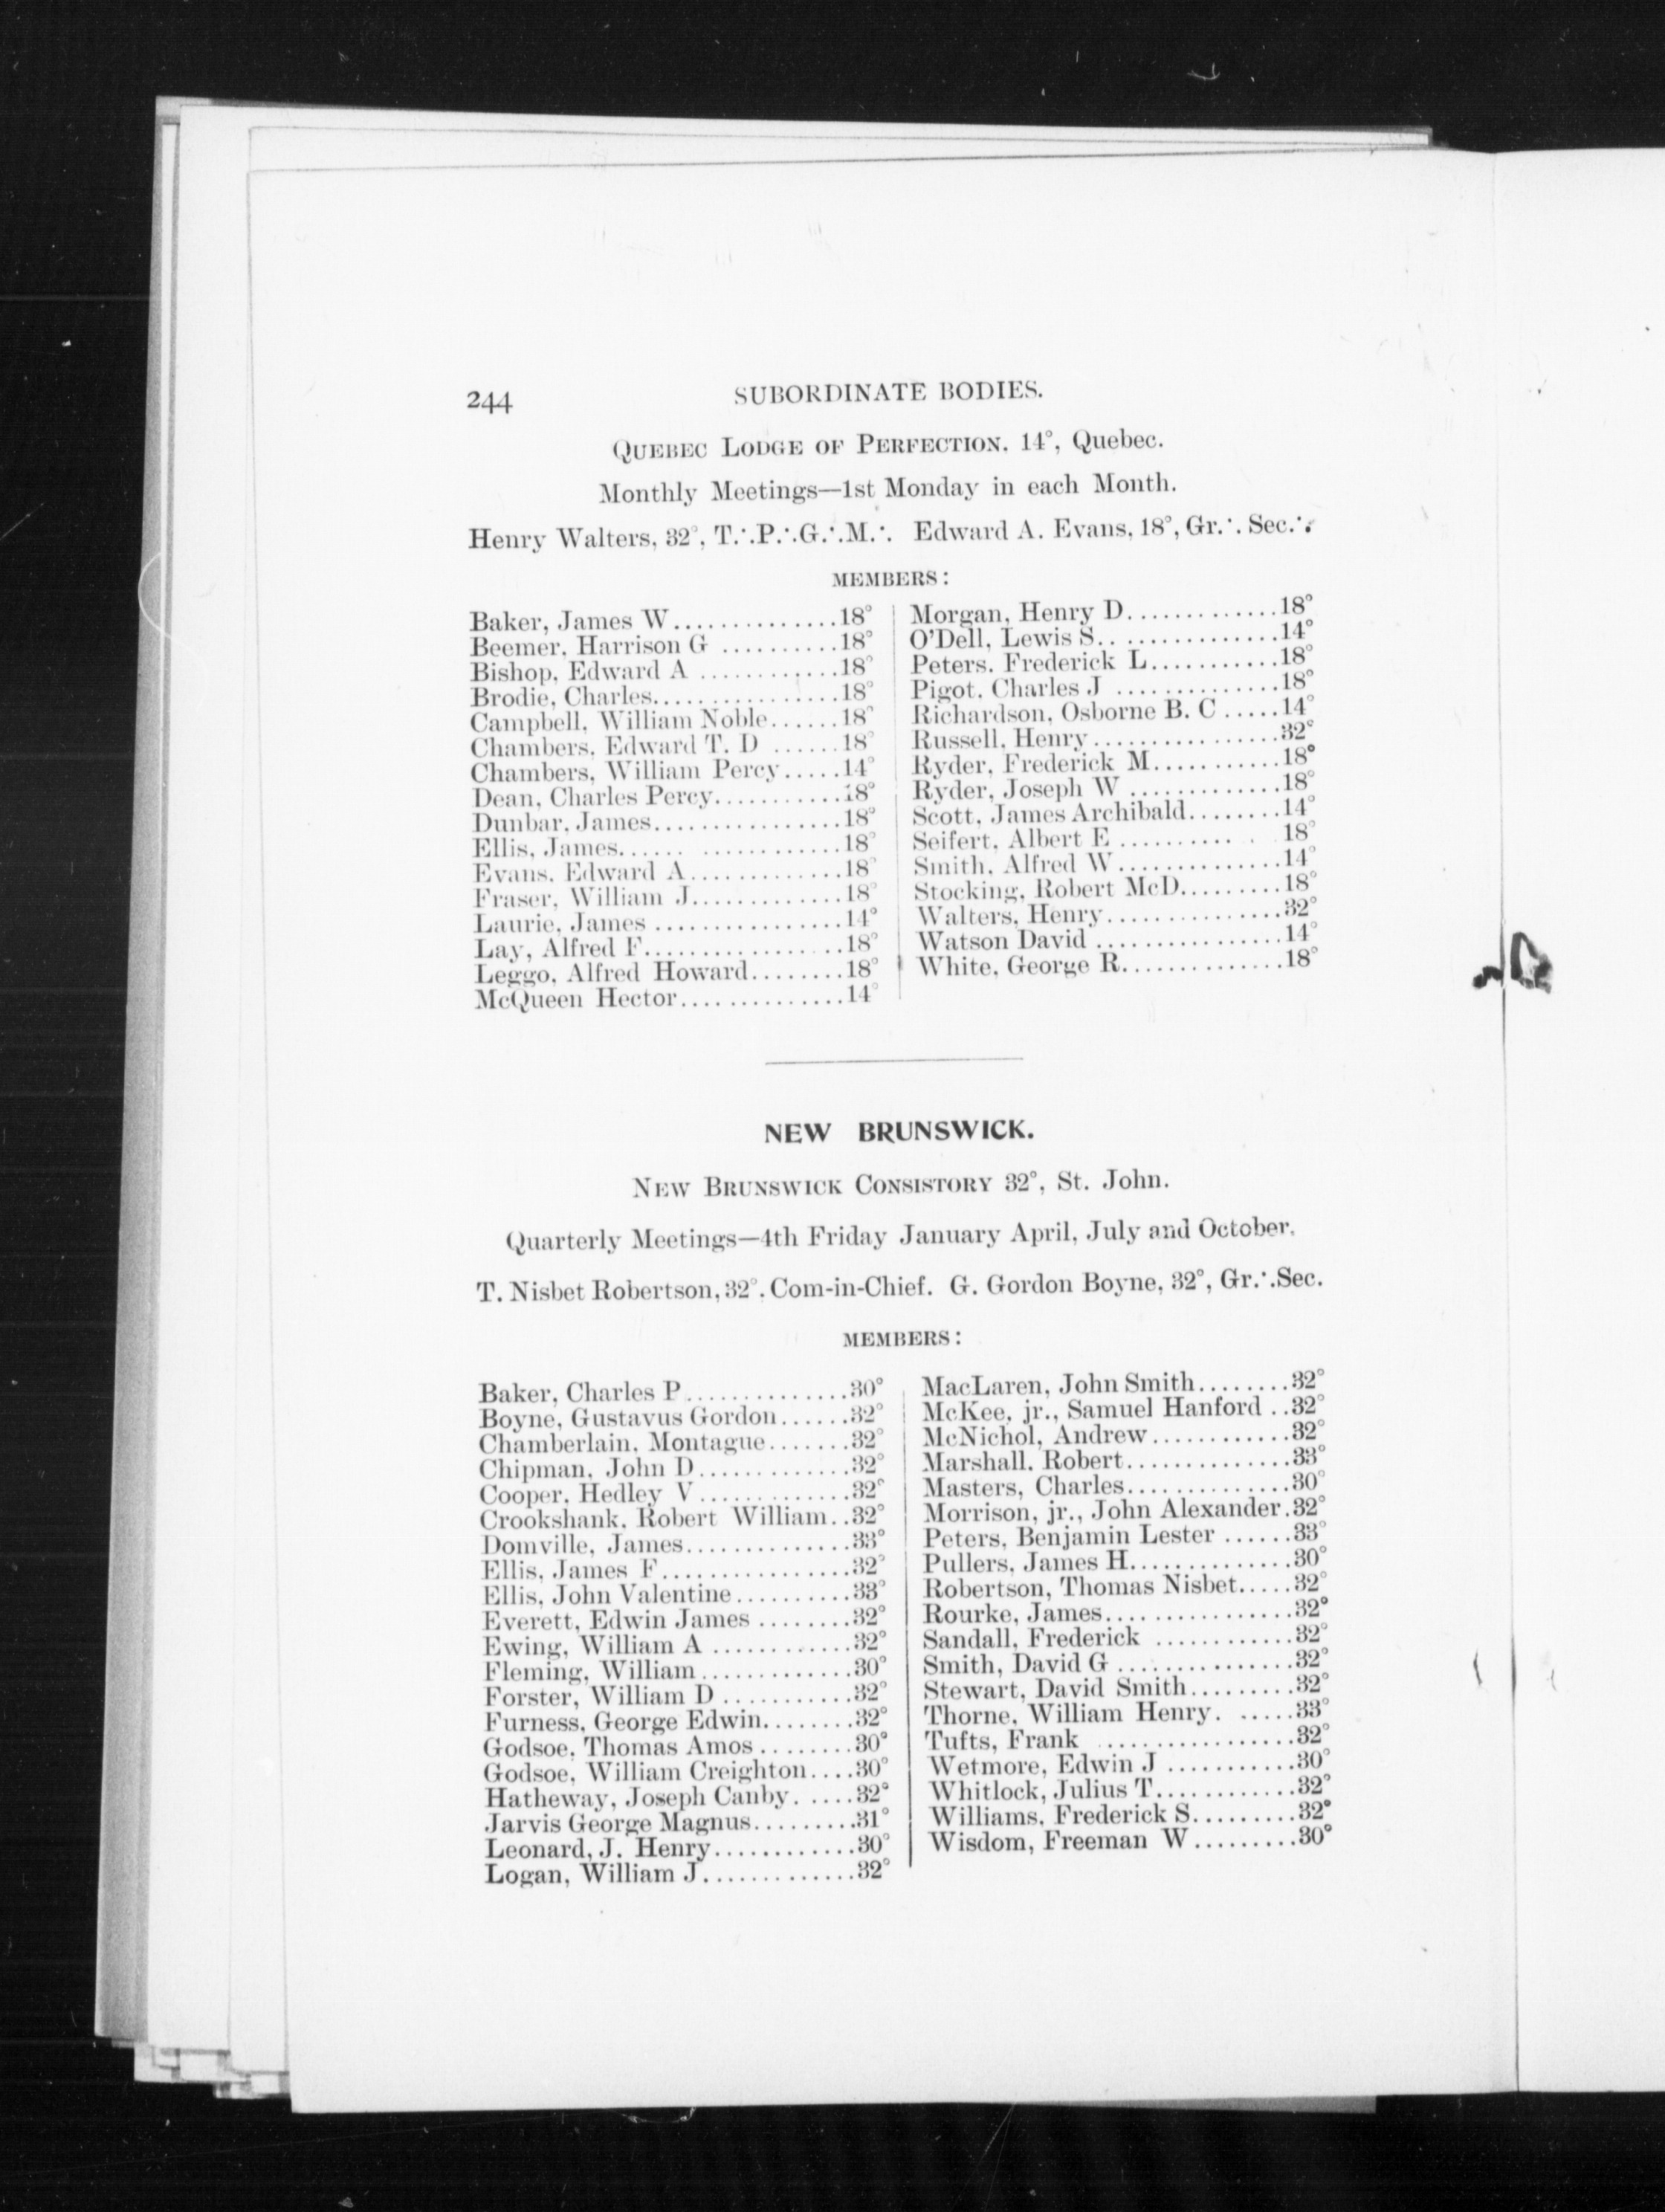 244
SUBORDINATE BODIES.
QUEBEC LODGE OF PERFECTION. 14°, Quebec.
Monthly Meetings—1st Monday in each Month.
Henry Walters, 32°, T.∴P.∴G.∴M.∴ Edward A. Evans, 18°, Gr.∴ Sec.∴
MEMBERS:
Baker, James W..............18°
Beemer, Harrison G ..........18°
Bishop, Edward A ............18°
Brodie, Charles................18°
Campbell, William Noble......18°
Chambers, Edward T. D ......18°
Chambers, William Percy.....14°
Dean, Charles Percy...........18°
Dunbar, James................18°
Ellis, James...... ............18°
Evans, Edward A.............18°
Fraser, William J.............18°
Laurie, James ................14°
Lay, Alfred F.................18°
Leggo, Alfred Howard........18°
McQueen Hector..............14°
Morgan, Henry D.............18°
O'Dell, Lewis S.. .............14°
Peters. Frederick L...........18°
Pigot. Charles J ..............18°
Richardson, Osborne B. C .....14°
Russell, Henry................32°
Ryder, Frederick M...........18°
Ryder, Joseph W .............18°
Scott, James Archibald........14°
Seifert, Albert E .......... . 18°
Smith, Alfred W ..............14°
Stocking, Robert McD.........18°
Walters, Henry...............32°
Watson David ................14°
White, George R..............18°
NEW BRUNSWICK.
NEW BRUNSWICK CONSISTORY 32°, St. John.
Quarterly Meetings—4th Friday January April, July and October.
T. Nisbet Robertson, 32°. Com-in-Chief. G. Gordon Boyne, 32°, Gr.∴Sec.
MEMBERS:
Baker, Charles P..............30°
Boyne, Gustavus Gordon......32°
Chamberlain, Montague.......32°
Chipman, John D.............32°
Cooper, Hedley V .............32°
Crookshank, Robert William..32°
Domville, James..............33°
Ellis, James F................32°
Ellis, John Valentine..........33°
Everett, Edwin James ........32°
Ewing, William A ............32°
Fleming, William.............30°
Forster, William D ...........32°
Furness, George Edwin........32°
Godsoe, Thomas Amos ........30°
Godsoe, William Creighton....30°
Hatheway, Joseph Canby. .....32°
Jarvis George Magnus.........31°
Leonard, J. Henry............30°
Logan, William J.............32°
MacLaren, John Smith........32°
McKee, jr., Samuel Hanford ..32°
McNichol, Andrew............32°
Marshall. Robert..............33°
Masters, Charles..............30°
Morrison, jr., John Alexander.32°
Peters, Benjamin Lester ......33°
Pullers, James H..............30°
Robertson, Thomas Nisbet.....32°
Rourke, James................32°
Sandall, Frederick ............32°
Smith, David G ...............32°
Stewart, David Smith.........32°
Thorne, William Henry. .....33°
Tufts, Frank .................32°
Wetmore, Edwin J ...........30°
Whitlock, Julius T............32°
Williams, Frederick S.........32°
Wisdom, Freeman W .........30°